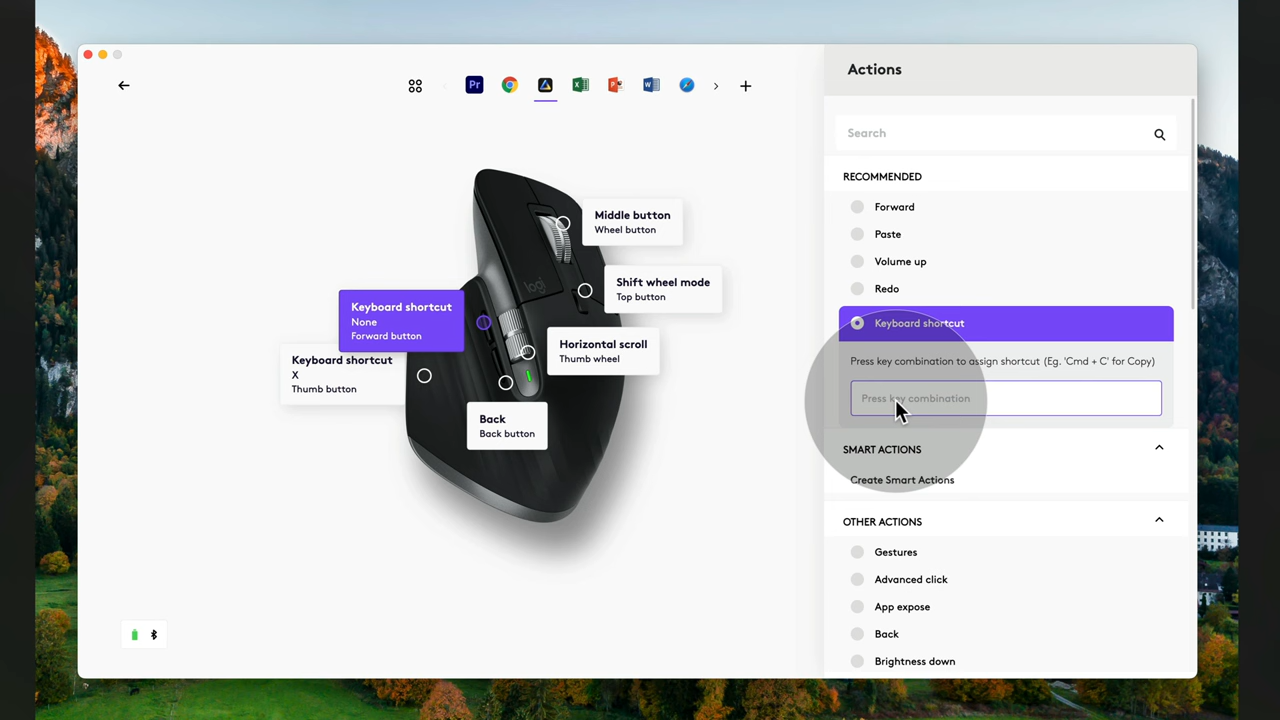 Pr
Actions
Search
RECOMMENDED
Forward
Paste
Volume up
Redo
Keyboard shortcut
Press key combination to assign shortcut (Eg. 'Cmd + C' for Copy)
Press key combination
SMART ACTIONS
Create Smart Actions
OTHER ACTIONS
Gestures
Advanced click
App expose
Back
Brightness down
Middle button
Wheel button
Shift wheel mode
Top button
Keyboard shortcut
None
Forward button
Horizontal scroll
Thumb wheel
Keyboard shortcut
X
Thumb button
Back
Back button
logi